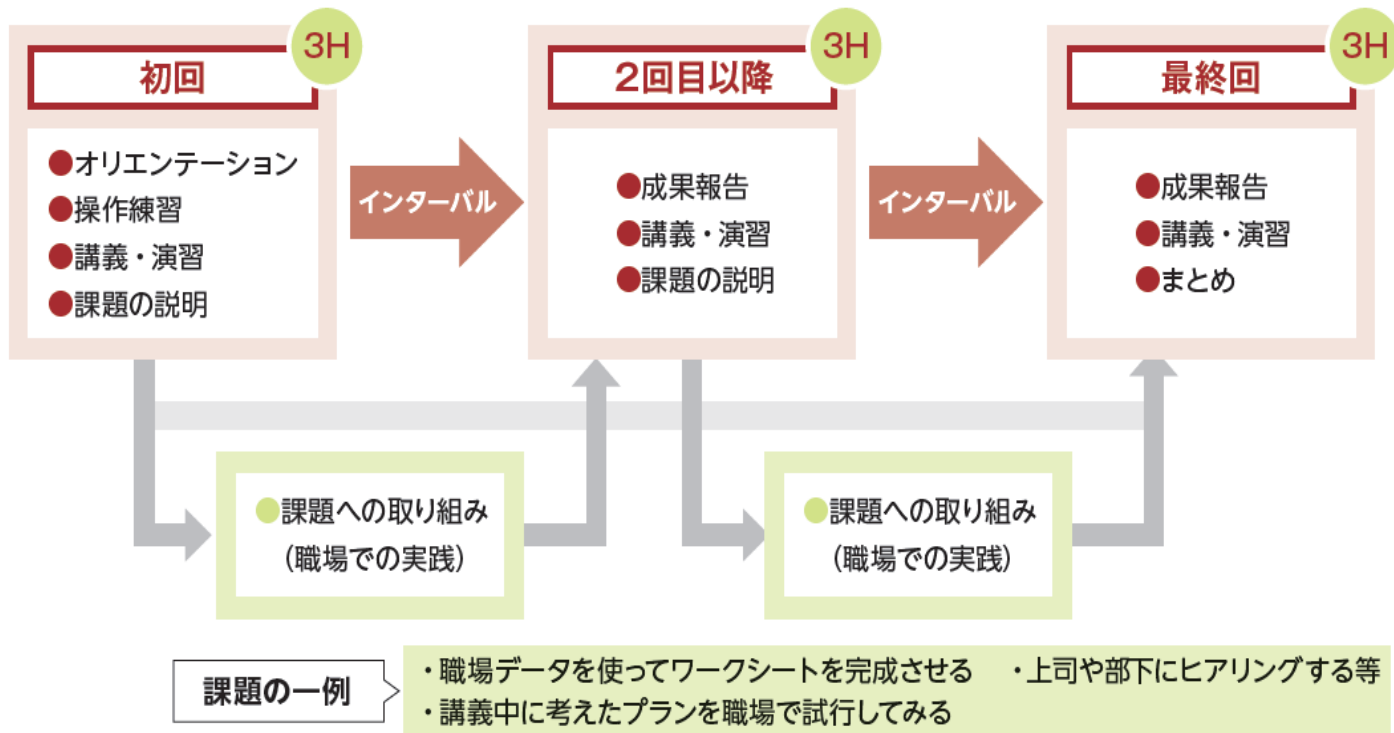 3H
初回
●オリエンテーション
●操作練習
●講義・演習
●課題の説明
インターバル
3H
2回目以降
●成果報告
●講義・演習
●課題の説明
インターバル
3H
最終回
●成果報告
●講義・演習
●まとめ
●課題への取り組み
(職場での実践)
●課題への取り組み
(職場での実践)
課題の一例
・職場データを使ってワークシートを完成させる ・上司や部下にヒアリングする等
・講義中に考えたプランを職場で試行してみる